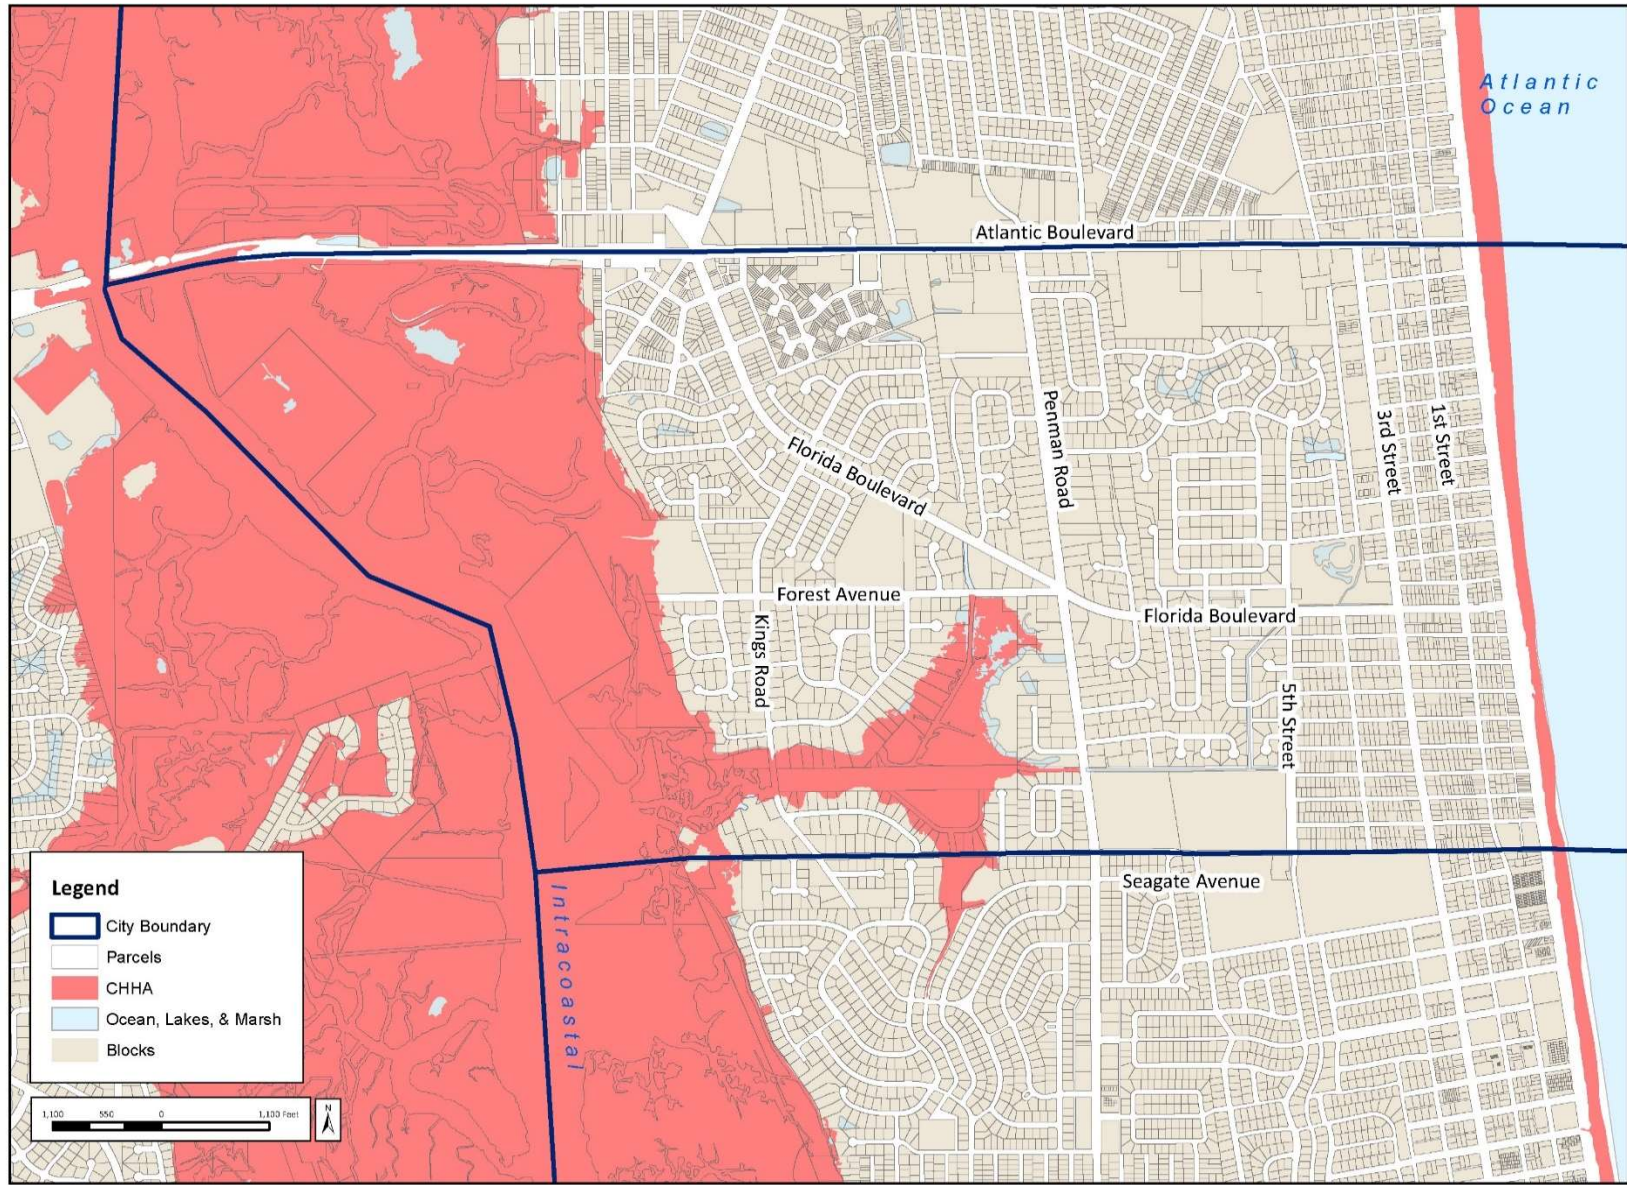 Atlantic
Ocean
Atlantic Boulevard
Penman Road
3rd Street
1st Street
Florida Boulevard
Forest Avenue
Florida Boulevard
Kings Road
5th Street
Seagate Avenue
Intracoastal
Legend
City Boundary
Parcels
CHHA
Ocean, Lakes, & Marsh
Blocks
1,100 550 0 1,100 Feet
N